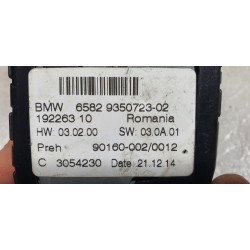 BMW 6582 9350723-02
192263 10 Romania
HW: 03.02.00 SW: 03.0A.01
Preh 90160-002/0012
C 3054230 Date 21.12.14